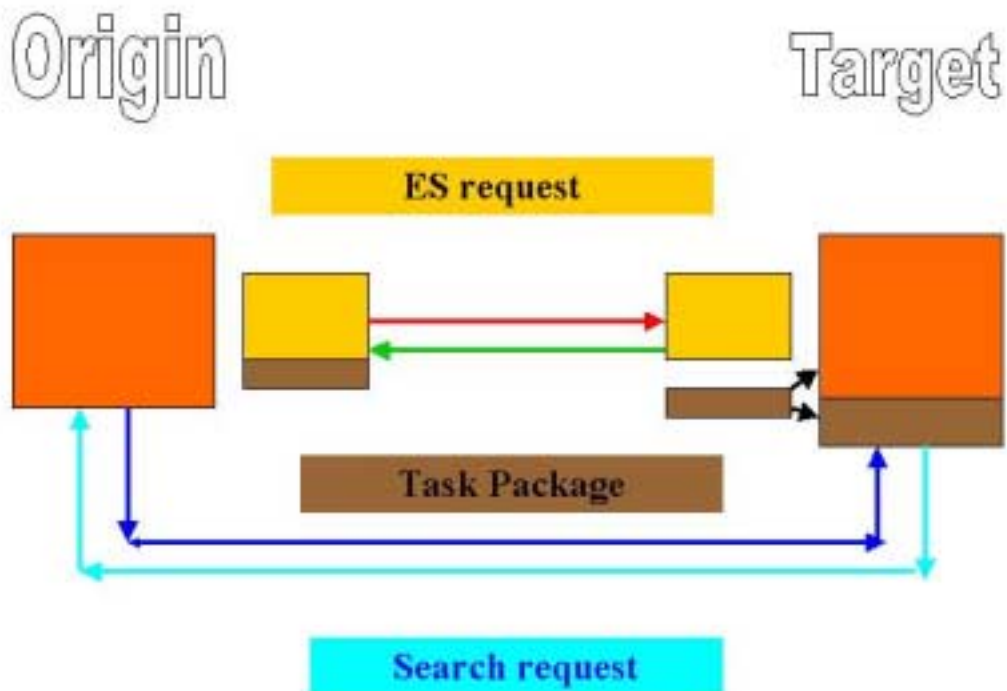 Origin
Target
ES request
Task Package
Search request